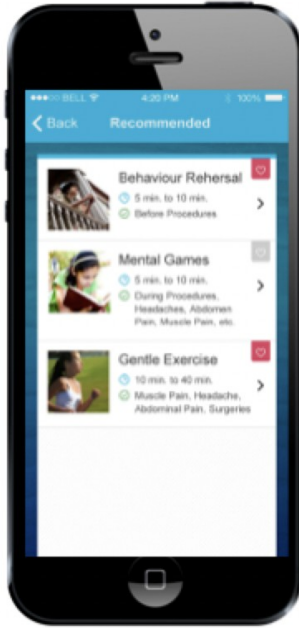 BELL 4:20 PM 100%
Back Recommended
Behaviour Rehersal
5 min. to 10 min.
Before Procedures
Mental Games
5 min. to 10 min.
During Procedures,
Headaches, Abdomen
Pain, Muscle Pain, etc.
Gentle Exercise
10 min. to 40 min.
Muscle Pain, Headache,
Abdominal Pain, Surgeries